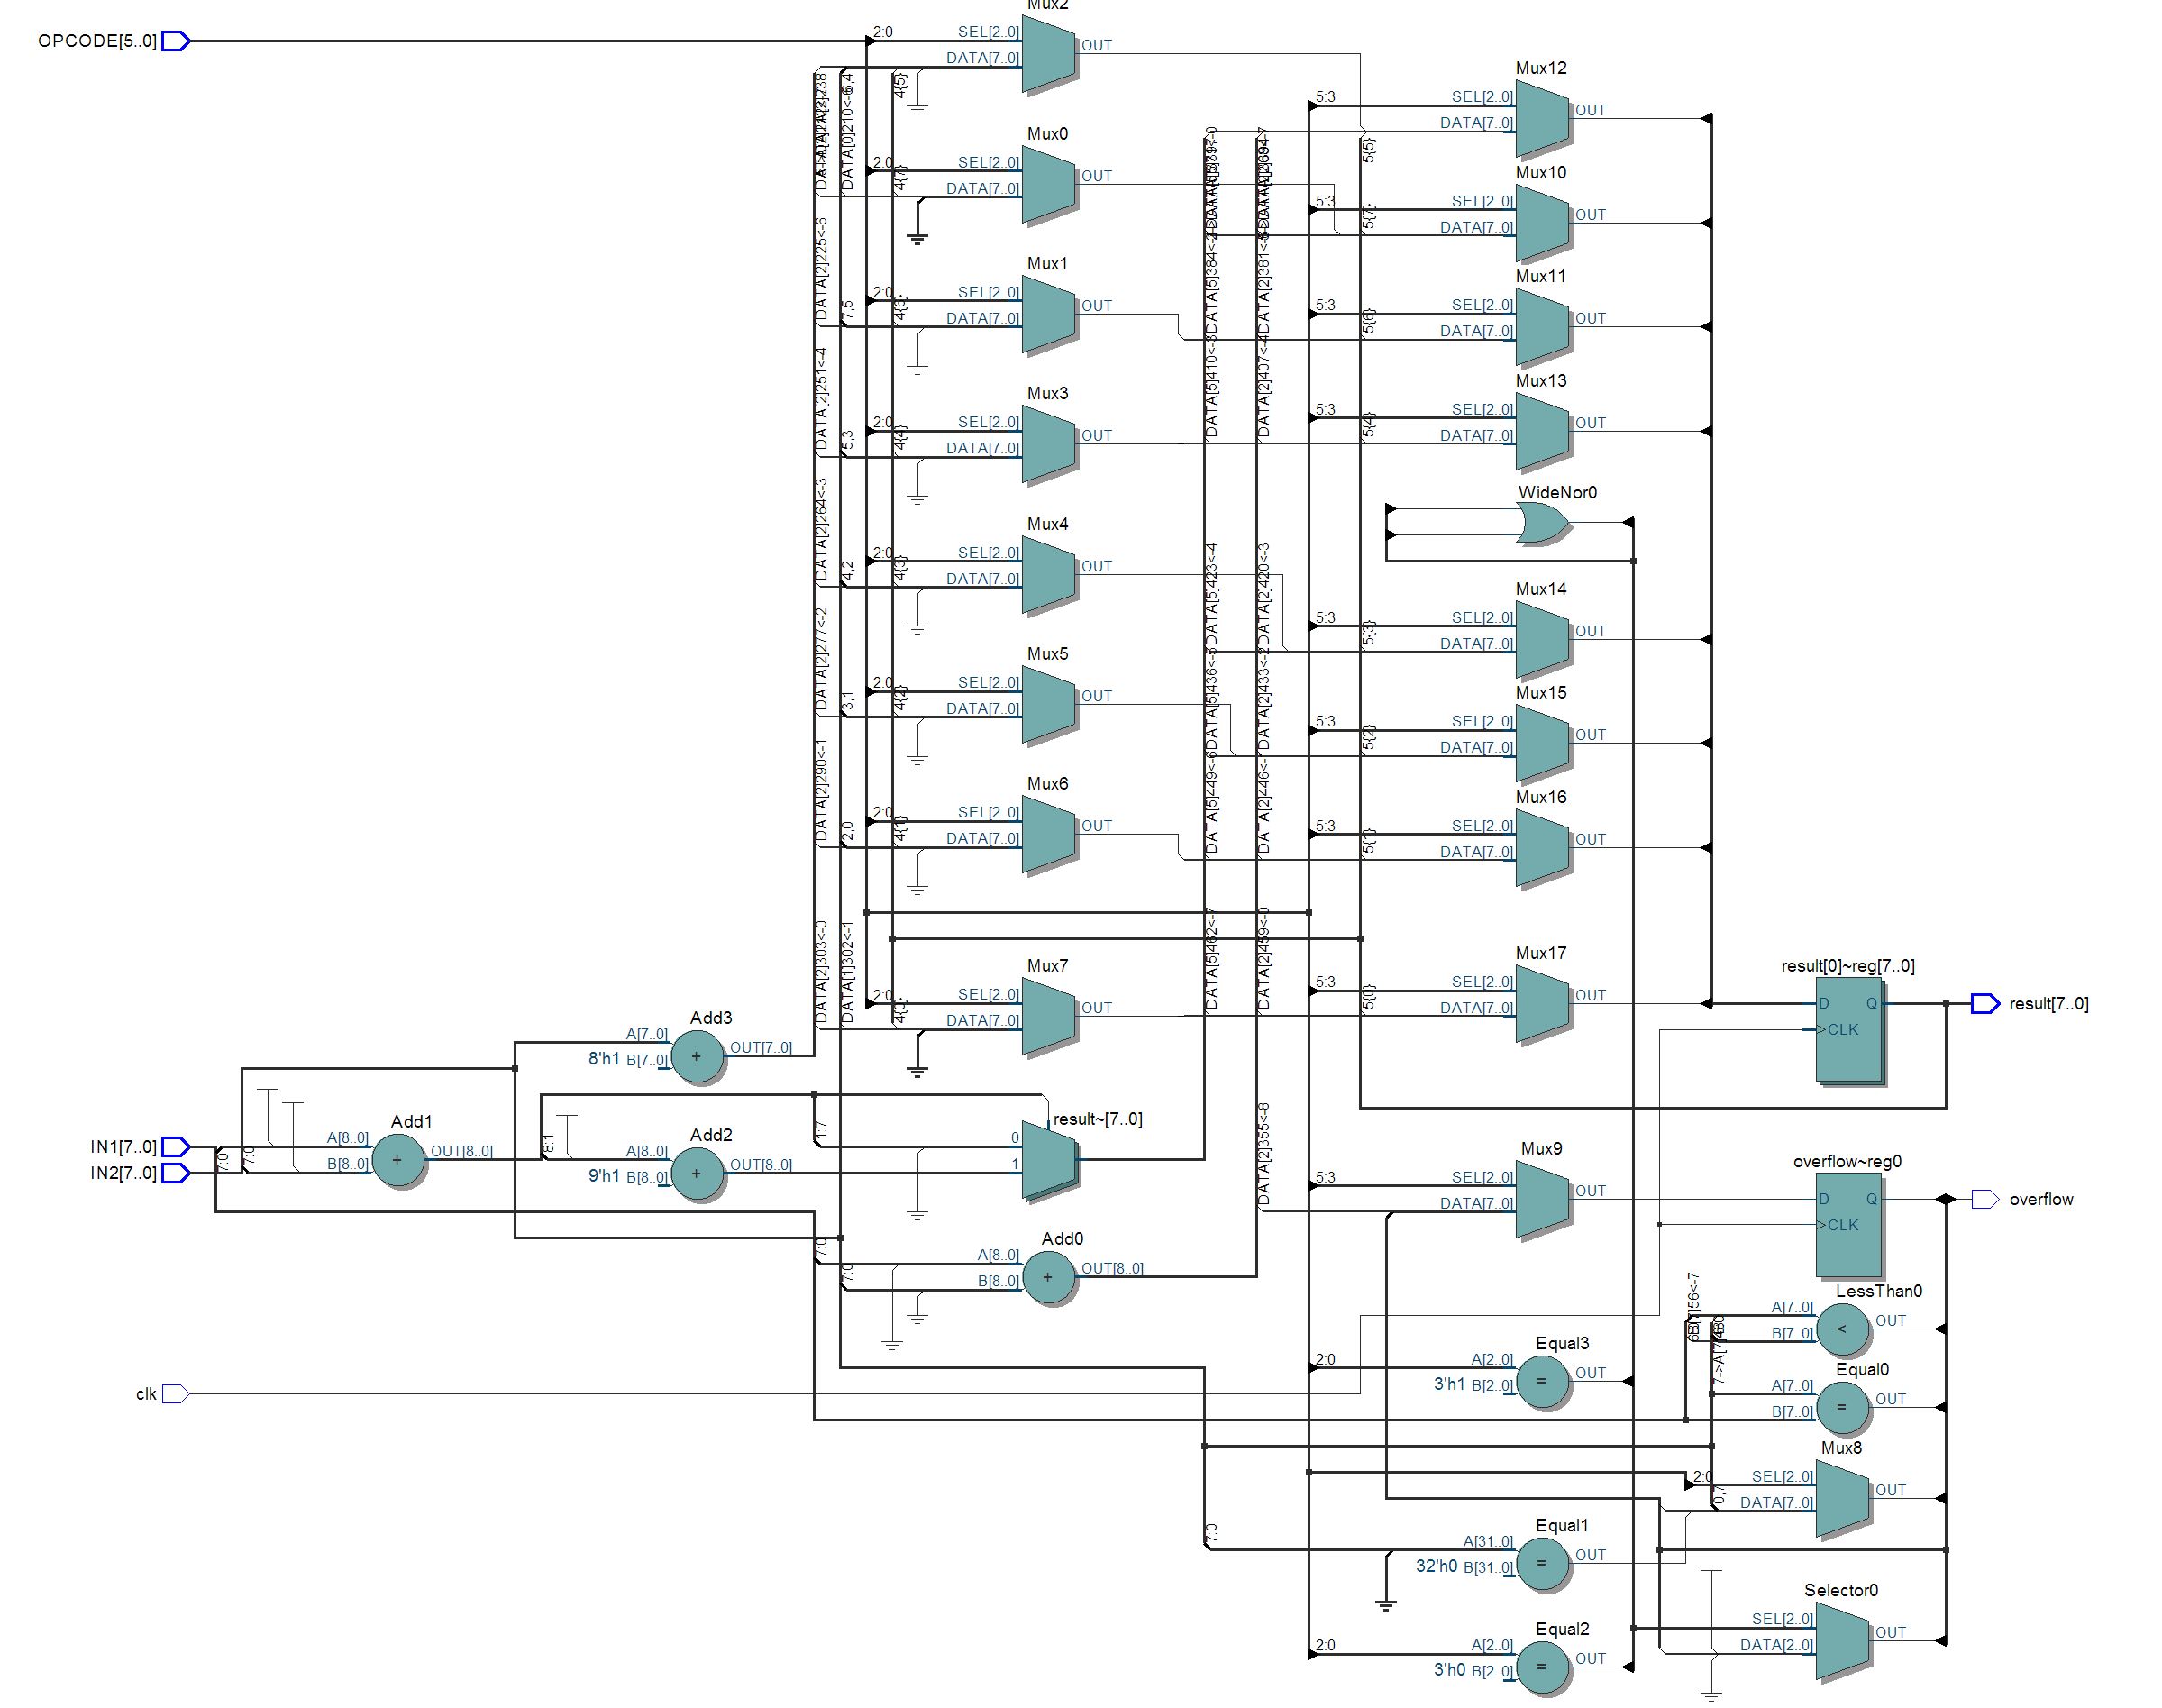 Mux2
OPCODE[5..0]
2:0
SEL[2..0]
DATA[7..0]
OUT
4{5}
Mux12
5:3
SEL[2..0]
DATA[7..0]
OUT
5{5}
Mux0
2:0
SEL[2..0]
DATA[7..0]
OUT
4{7}
DATA[0]210<-6,4
Mux10
5:3
SEL[2..0]
DATA[7..0]
OUT
5{7}
Mux1
2:0
SEL[2..0]
DATA[7..0]
OUT
DATA[2]225<-6
7,5
4{6}
DATA[5]384<-2
DATA[2]381<-6
Mux11
5:3
SEL[2..0]
DATA[7..0]
OUT
5{6}
Mux3
2:0
SEL[2..0]
DATA[7..0]
OUT
DATA[2]251<-4
5,3
4{4}
DATA[5]410<-3
DATA[2]407<-4
Mux13
5:3
SEL[2..0]
DATA[7..0]
OUT
5{4}
WideNor0
Mux4
2:0
SEL[2..0]
DATA[7..0]
OUT
DATA[2]264<-3
4,2
4{3}
DATA[5]423<-4
DATA[2]420<-3
Mux14
5:3
SEL[2..0]
DATA[7..0]
OUT
5{3}
Mux5
2:0
SEL[2..0]
DATA[7..0]
OUT
DATA[2]277<-2
3,1
4{2}
DATA[5]436<-5
DATA[2]433<-2
Mux15
5:3
SEL[2..0]
DATA[7..0]
OUT
5{2}
Mux6
2:0
SEL[2..0]
DATA[7..0]
OUT
DATA[2]290<-1
2,0
4{1}
DATA[5]449<-6
DATA[2]446<-1
Mux16
5:3
SEL[2..0]
DATA[7..0]
OUT
5{1}
Mux7
2:0
SEL[2..0]
DATA[7..0]
OUT
DATA[2]303<-0
DATA[1]302<-1
4{0}
DATA[5]462<-7
DATA[2]459<-0
Mux17
5:3
SEL[2..0]
DATA[7..0]
OUT
5{0}
result[0]~reg[7..0]
D
Q
CLK
result[7..0]
Add3
A[7..0]
8'h1 B[7..0]
OUT[7..0]
IN1[7..0]
IN2[7..0]
7:0
7:0
Add1
A[8..0]
B[8..0]
OUT[8..0]
8:1
Add2
A[8..0]
9'h1 B[8..0]
OUT[8..0]
1:7
result~[7..0]
0
1
Add0
7:0
7:0
A[8..0]
B[8..0]
OUT[8..0]
DATA[2]355<-8
Mux9
5:3
SEL[2..0]
DATA[7..0]
OUT
overflow~reg0
D
Q
CLK
overflow
LessThan0
A[7..0]
B[7..0]
<
OUT
clk
Equal3
2:0
A[2..0]
3'h1 B[2..0]
=
OUT
Equal0
A[7..0]
B[7..0]
=
OUT
Mux8
2:0
SEL[2..0]
0,7
DATA[7..0]
OUT
Equal1
7:0
A[31..0]
32'h0 B[31..0]
=
OUT
Selector0
SEL[2..0]
DATA[2..0]
OUT
Equal2
2:0
A[2..0]
3'h0 B[2..0]
=
OUT